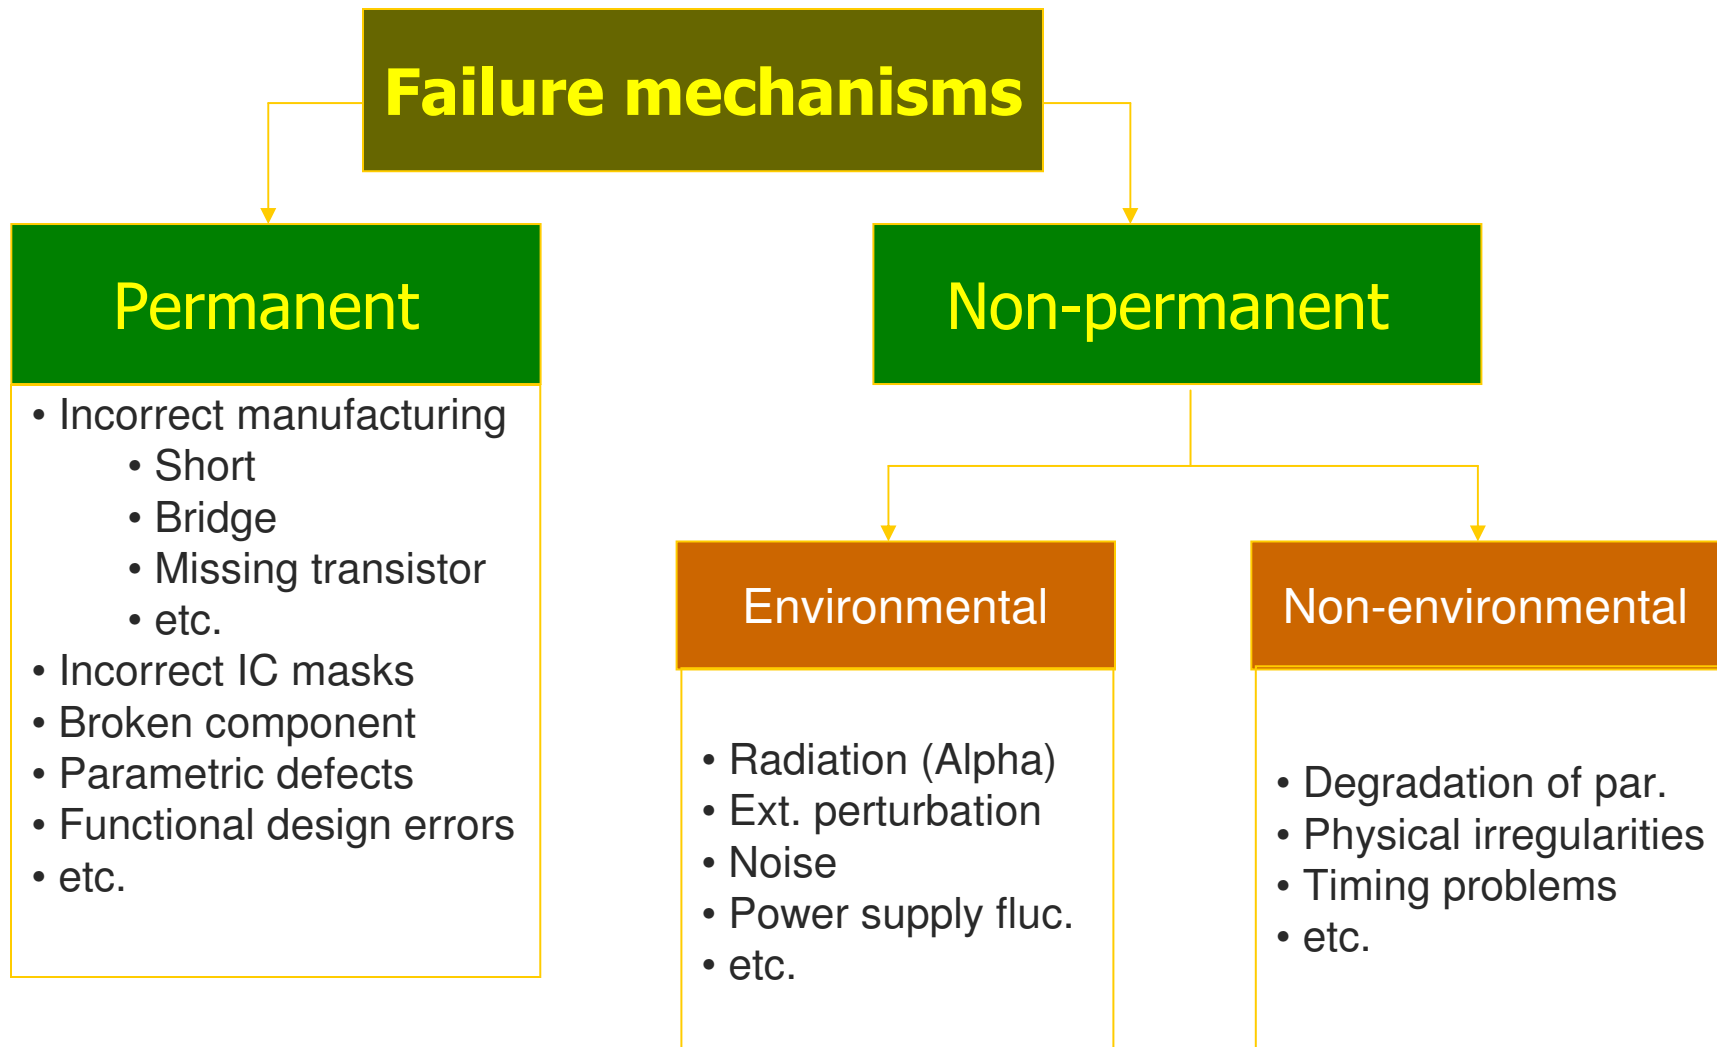 Failure mechanisms
Permanent
• Incorrect manufacturing
• Short
• Bridge
• Missing transistor
• etc.
• Incorrect IC masks
• Broken component
• Parametric defects
• Functional design errors
• etc.
Non-permanent
Environmental
• Radiation (Alpha)
• Ext. perturbation
• Noise
• Power supply fluc.
• etc.
Non-environmental
• Degradation of par.
• Physical irregularities
• Timing problems
• etc.